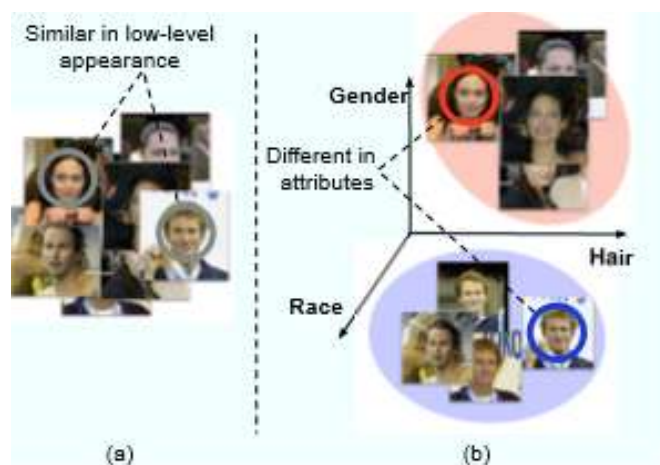 Similar in low-level
appearance
Gender
Different in
attributes
Hair
Race
(a)
(b)